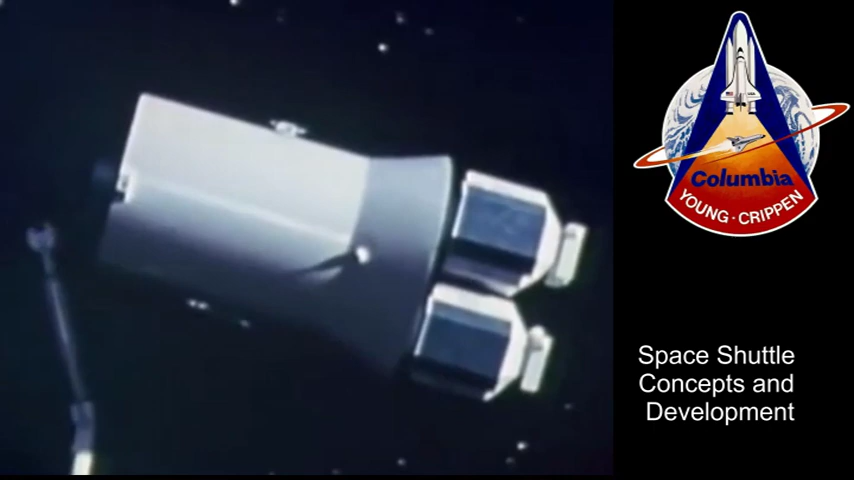 Columbia
YOUNG · CRIPPEN
Space Shuttle
Concepts and
Development